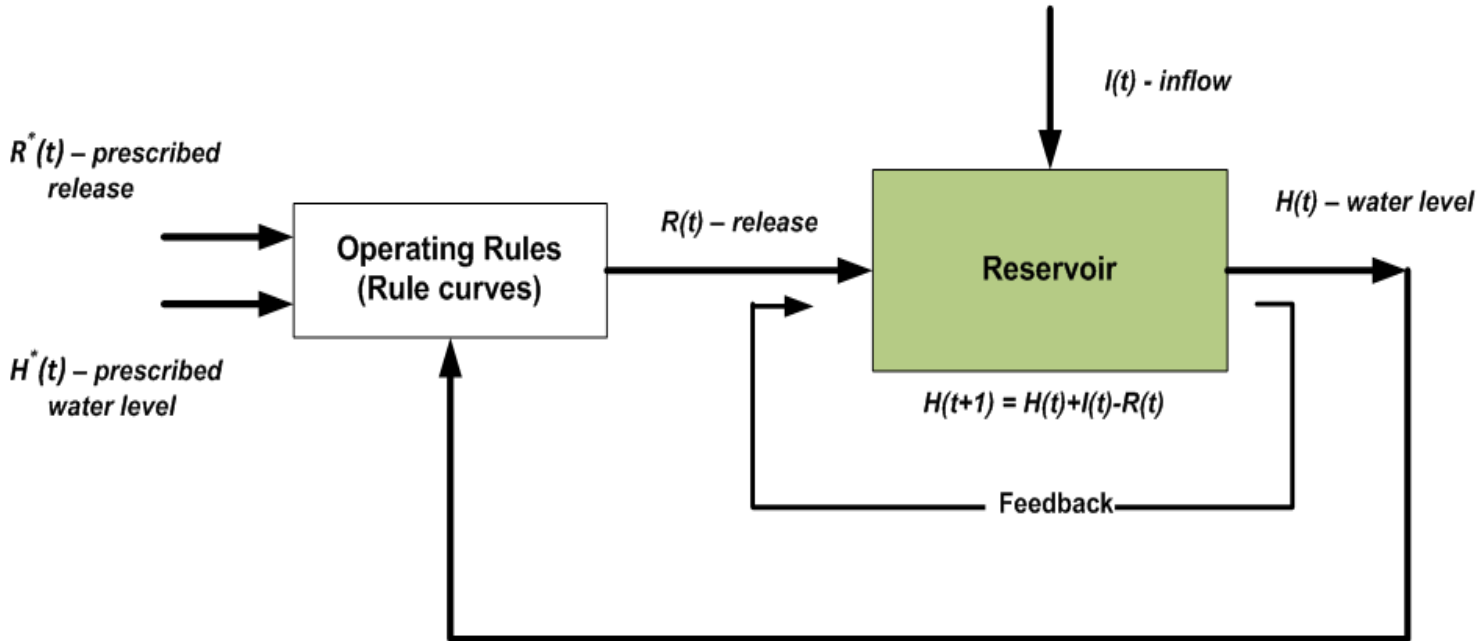 I(t) - inflow
R*(t) – prescribed
release
H(t) – water level
R(t) – release
Operating Rules
(Rule curves)
Reservoir
H*(t) – prescribed
water level
H(t+1) = H(t)+I(t)-R(t)
Feedback